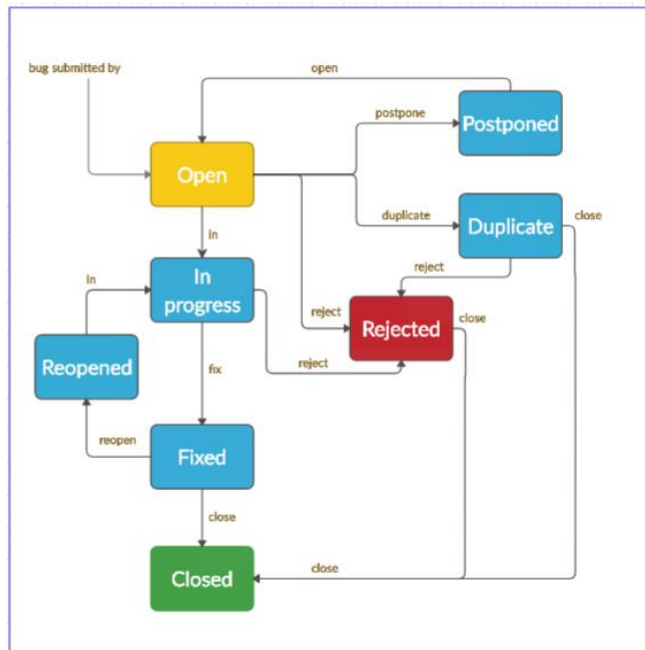 bug submitted by
open
postpone
Postponed
Open
duplicate
Duplicate
close
in
reject
In
progress
in
reject
Rejected
close
reject
Reopened
fix
reopen
Fixed
close
close
Closed